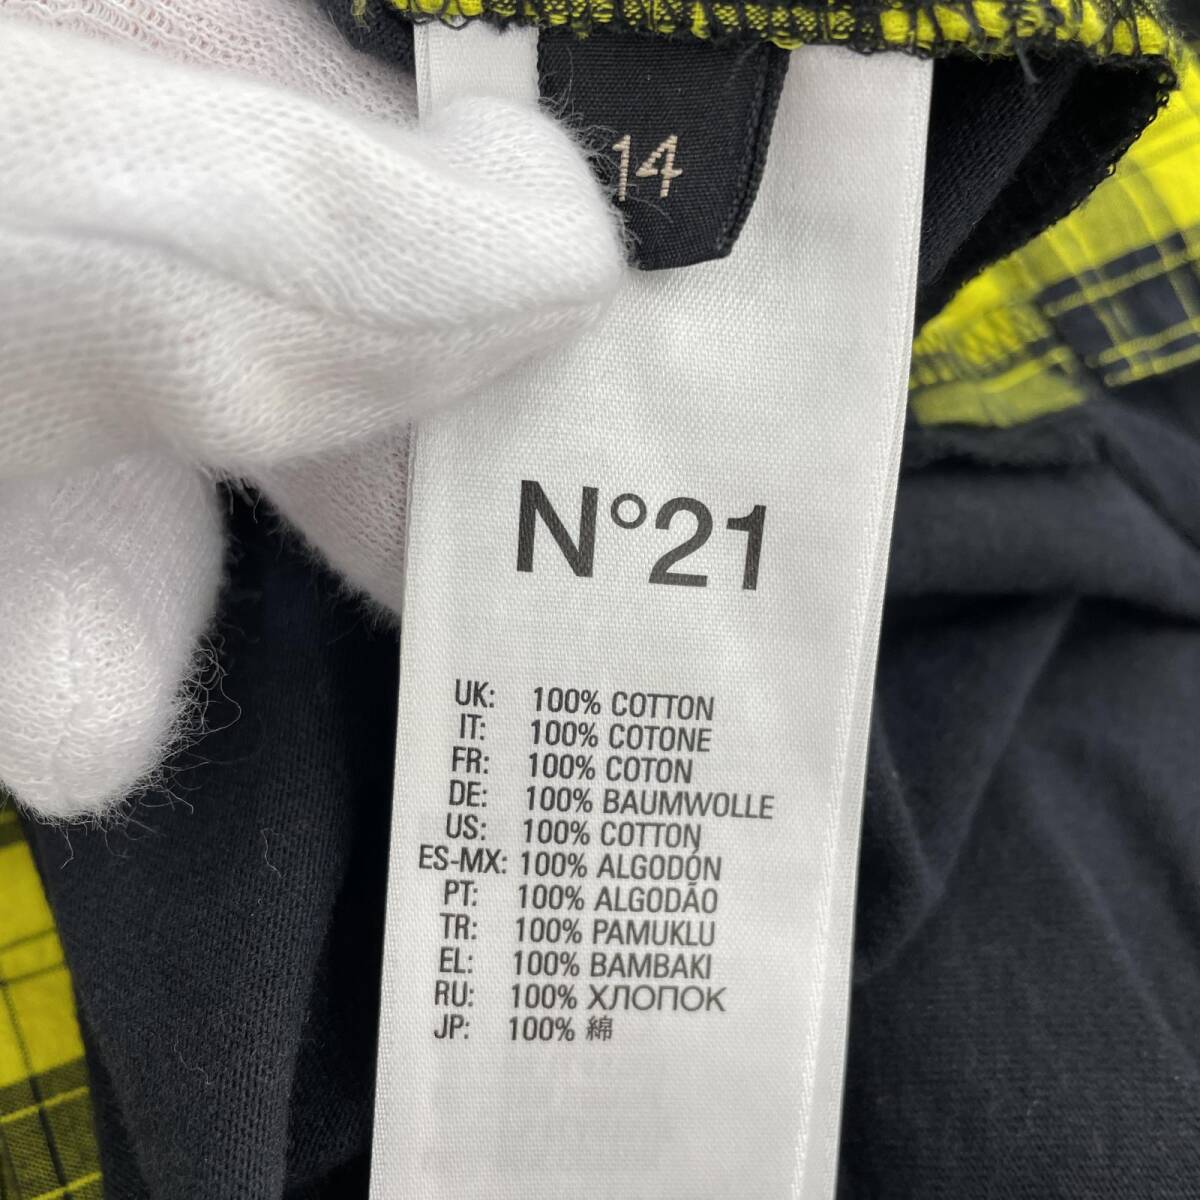 14
N°21
UK: 100% COTTON
IT: 100% COTONE
FR: 100% COTON
DE: 100% BAUMWOLLE
US: 100% COTTON
ES-MX: 100% ALGODÓN
PT: 100% ALGODÃO
TR: 100% PAMUKLU
EL: 100% BAMBAKI
RU: 100% ХЛОПОК
JP: 100% 綿